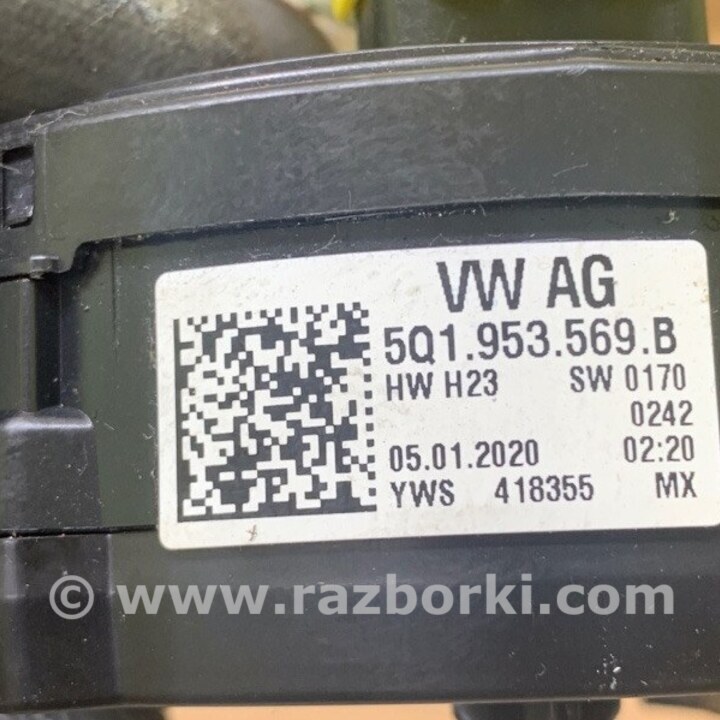 VW AG
5Q1.953.569.B
HW H23 SW 0170
0242
05.01.2020 02:20
YWS 418355 MX
© www.razborki.com